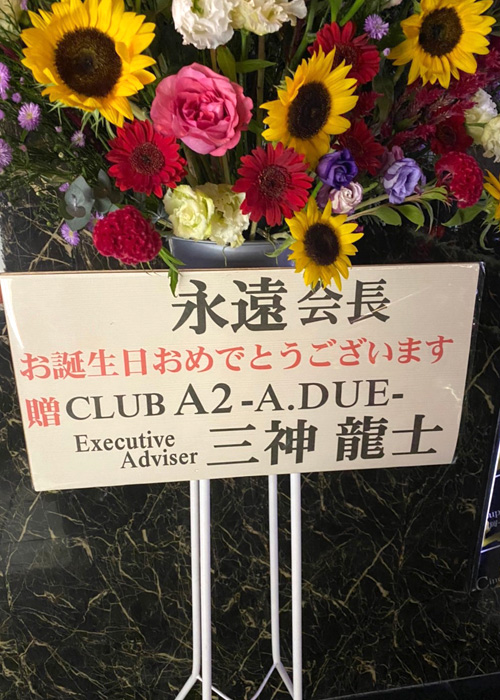 永遠 会長
お誕生日おめでとうございます
贈 CLUB A2 -A.DUE-
Executive Adviser 三神 龍士